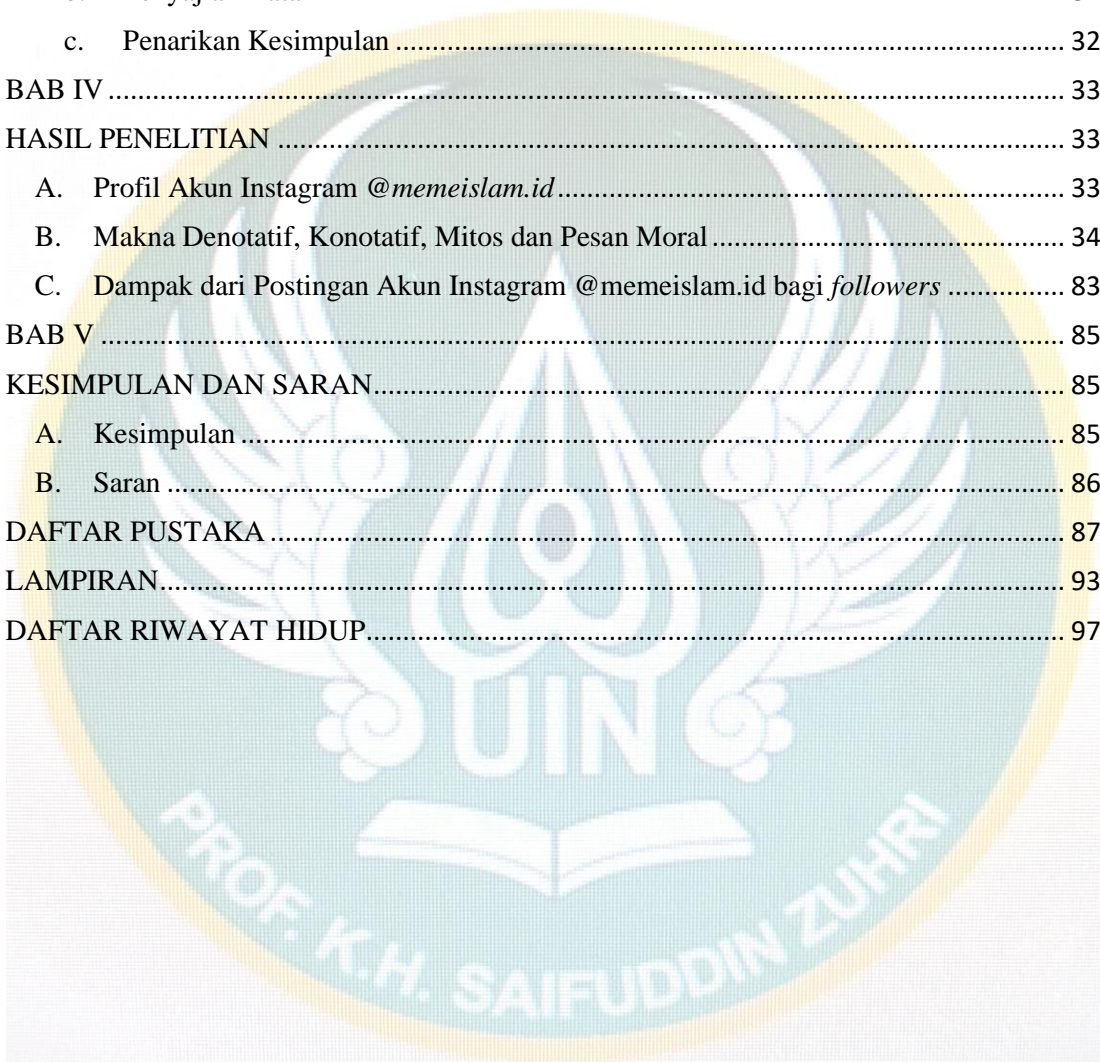 c. Penarikan Kesimpulan ........ 32
BAB IV ........ 33
HASIL PENELITIAN ........ 33
A. Profil Akun Instagram @memeislam.id ........ 33
B. Makna Denotatif, Konotatif, Mitos dan Pesan Moral ........ 34
C. Dampak dari Postingan Akun Instagram @memeislam.id bagi followers ........ 83
BAB V ........ 85
KESIMPULAN DAN SARAN ........ 85
A. Kesimpulan ........ 85
B. Saran ........ 86
DAFTAR PUSTAKA ........ 87
LAMPIRAN ........ 93
DAFTAR RIWAYAT HIDUP ........ 97
UIN
PROF. K.H. SAIFUDDIN ZUHRI